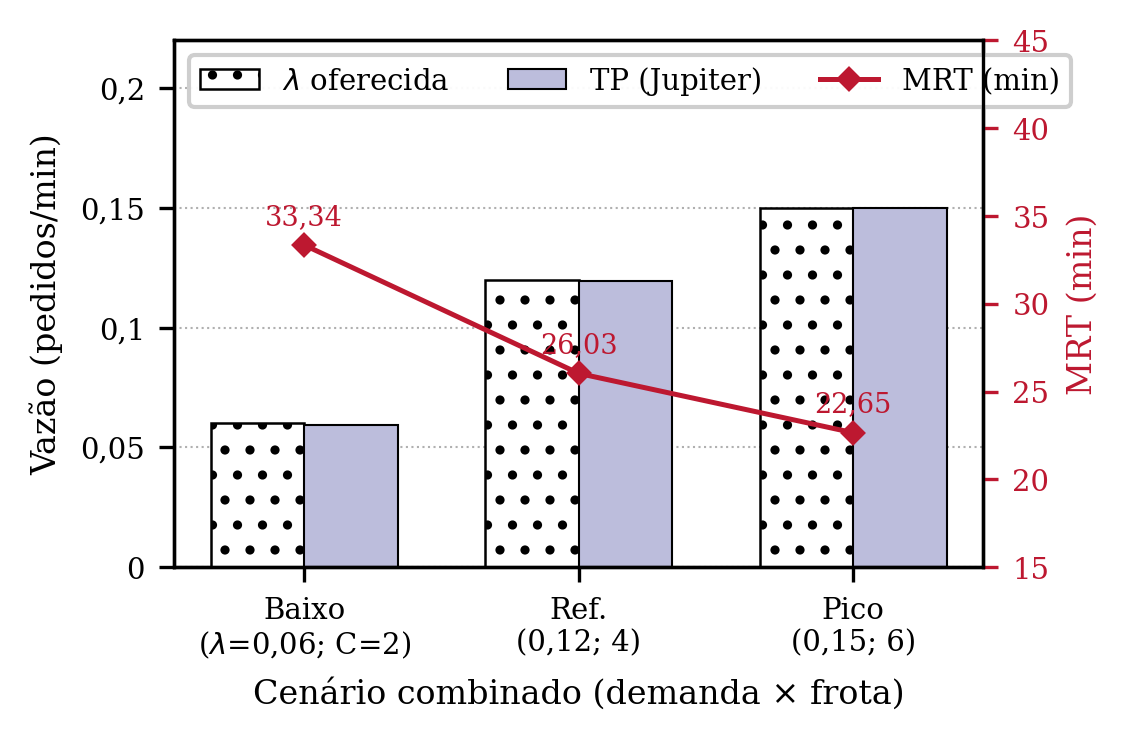 λ oferecida TP (Jupiter) MRT (min)
Vazão (pedidos/min)
0,2
0,15
0,1
0,05
0
45
40
35
30
25
20
15
MRT (min)
33,34
26,03
22,65
Baixo
(λ=0,06; C=2)
Ref.
(0,12; 4)
Pico
(0,15; 6)
Cenário combinado (demanda × frota)